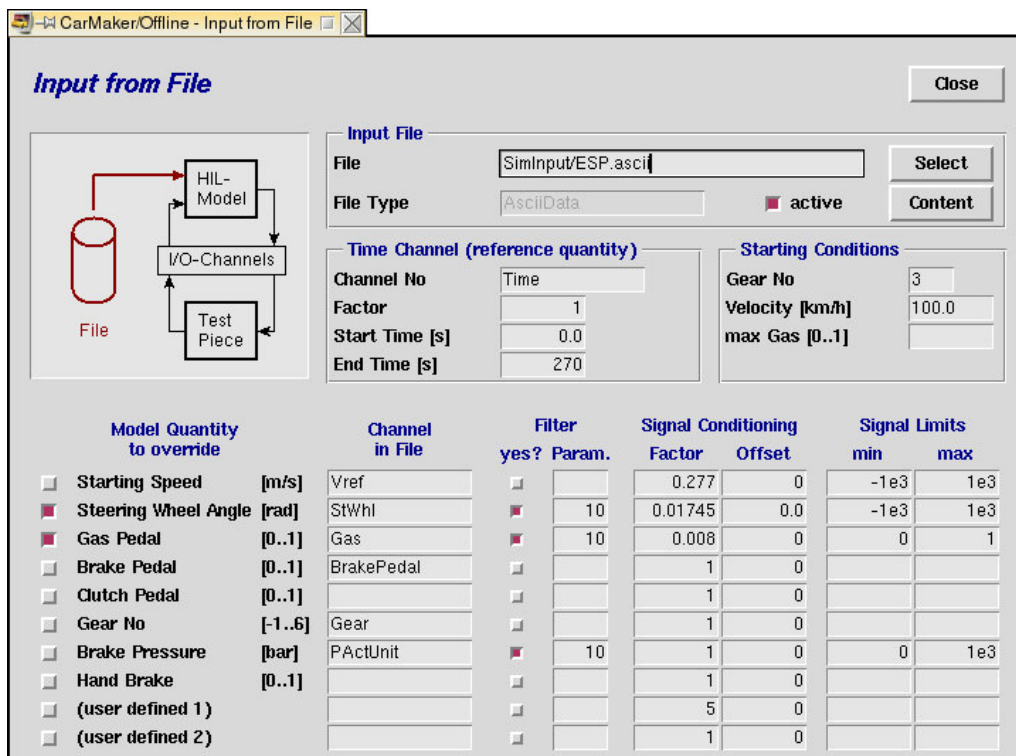 CarMaker/Offline - Input from File
Input from File
Close
Input File
File SimInput/ESP.ascii Select
File Type AsciiData active Content
HIL-
Model
I/O-Channels
Test
Piece
File
Time Channel (reference quantity)
Channel No Time
Factor 1
Start Time [s] 0.0
End Time [s] 270
Starting Conditions
Gear No 3
Velocity [km/h] 100.0
max Gas [0..1]
Model Quantity Channel Filter Signal Conditioning Signal Limits
to override in File yes? Param. Factor Offset min max
Starting Speed [m/s] Vref 0.277 0 -1e3 1e3
Steering Wheel Angle [rad] StWhl 10 0.01745 0.0 -1e3 1e3
Gas Pedal [0..1] Gas 10 0.008 0 0 1
Brake Pedal [0..1] BrakePedal 1 0
Clutch Pedal [0..1] 1 0
Gear No [-1..6] Gear 1 0
Brake Pressure [bar] PActUnit 10 1 0 0 1e3
Hand Brake [0..1] 1 0
(user defined 1) 5 0
(user defined 2) 1 0